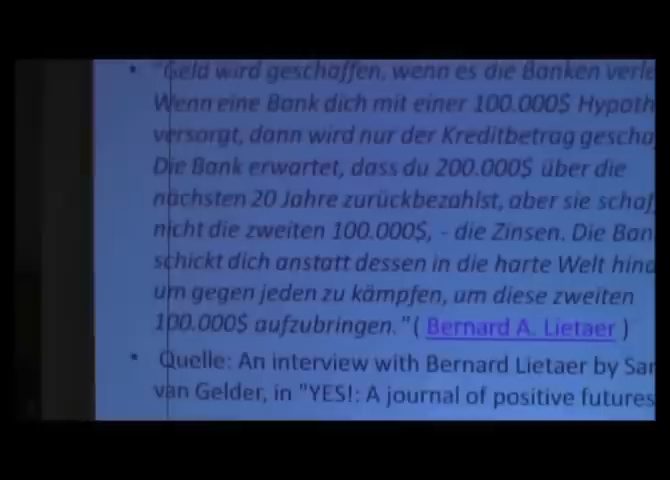 • "Geld wird geschaffen, wenn es die Banken verle
Wenn eine Bank dich mit einer 100.000$ Hypoth
versorgt, dann wird nur der Kreditbetrag gescha
Die Bank erwartet, dass du 200.000$ über die
nächsten 20 Jahre zurückbezahlst, aber sie schaf
nicht die zweiten 100.000$, - die Zinsen. Die Ban
schickt dich anstatt dessen in die harte Welt hina
um gegen jeden zu kämpfen, um diese zweiten
100.000$ aufzubringen." ( Bernard A. Lietaer )
• Quelle: An interview with Bernard Lietaer by Sar
van Gelder, in "YES!: A journal of positive futures